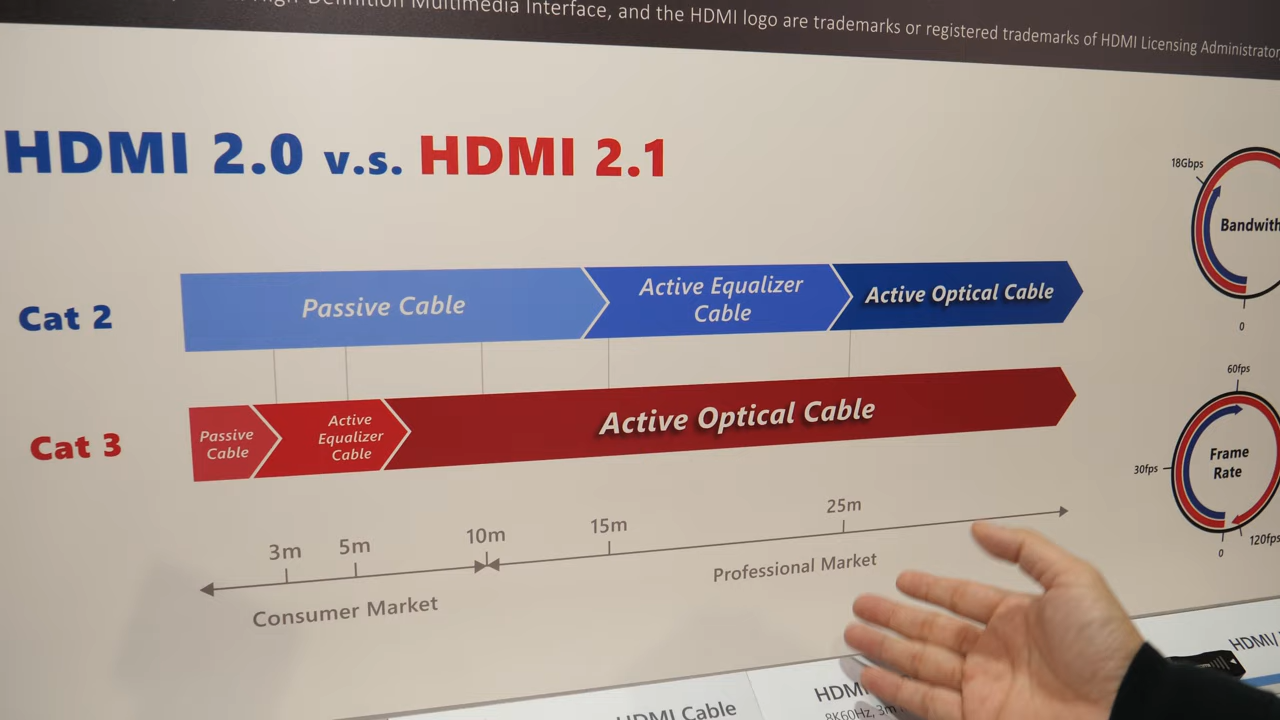 High-Definition Multimedia Interface, and the HDMI logo are trademarks or registered trademarks of HDMI Licensing Administrator
HDMI 2.0 v.s. HDMI 2.1
18Gbps
Bandwith
0
Cat 2
Passive Cable
Active Equalizer
Cable
Active Optical Cable
60fps
Cat 3
Passive
Cable
Active
Equalizer
Cable
Active Optical Cable
30fps
Frame
Rate
0
120fps
3m
5m
10m
15m
25m
Consumer Market
Professional Market
HDMI Cable
HDMI
8K60Hz, 3m
HDMI/